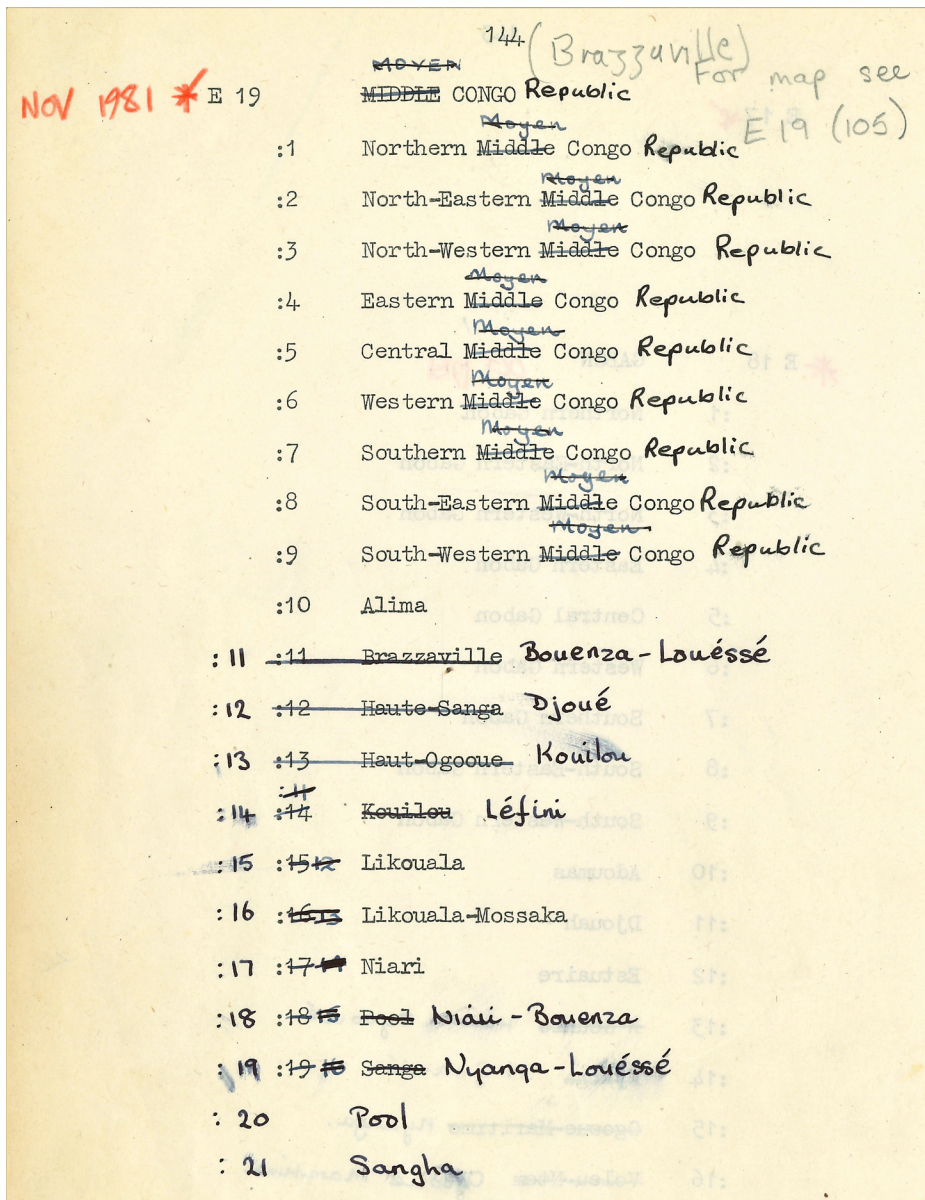 144 (Brazzaville)
MOYEN
For map see
NOV 1981 * E 19 MIDDLE CONGO Republic
E 19 (105)
Moyen
:1 Northern Middle Congo Republic
Moyen
:2 North-Eastern Middle Congo Republic
Moyen
:3 North-Western Middle Congo Republic
Moyen
:4 Eastern Middle Congo Republic
Moyen
:5 Central Middle Congo Republic
Moyen
:6 Western Middle Congo Republic
Moyen
:7 Southern Middle Congo Republic
Moyen
:8 South-Eastern Middle Congo Republic
Moyen
:9 South-Western Middle Congo Republic
:10 Alima
:11 :11 Brazzaville Bouenza-Louéssé
:12 :12 Haute-Sanga Djoué
:13 :13 Haut-Ogooue Kouilou
:11
:14 :14 Kouilou Léfini
:15 :15 12 Likouala
:16 :16 13 Likouala-Mossaka
:17 :17 14 Niari
:18 :18 15 Pool Niari-Bouenza
:19 :19 16 Sanga Nyanga-Louéssé
:20 Pool
:21 Sangha